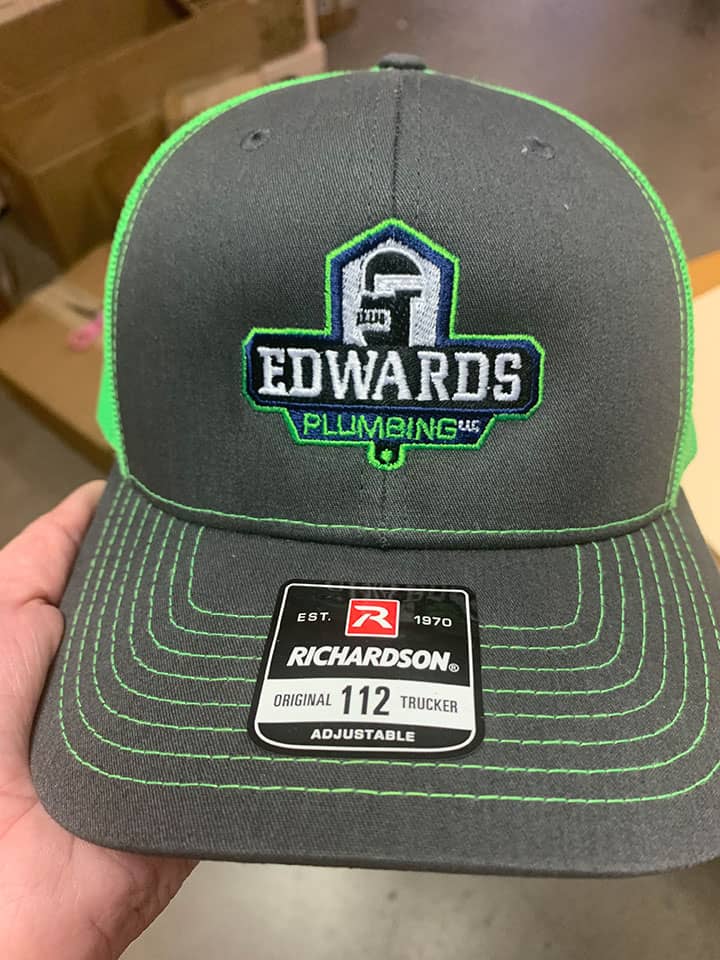 EDWARDS
PLUMBING LLC
EST. R 1970
RICHARDSON®
ORIGINAL 112 TRUCKER
ADJUSTABLE